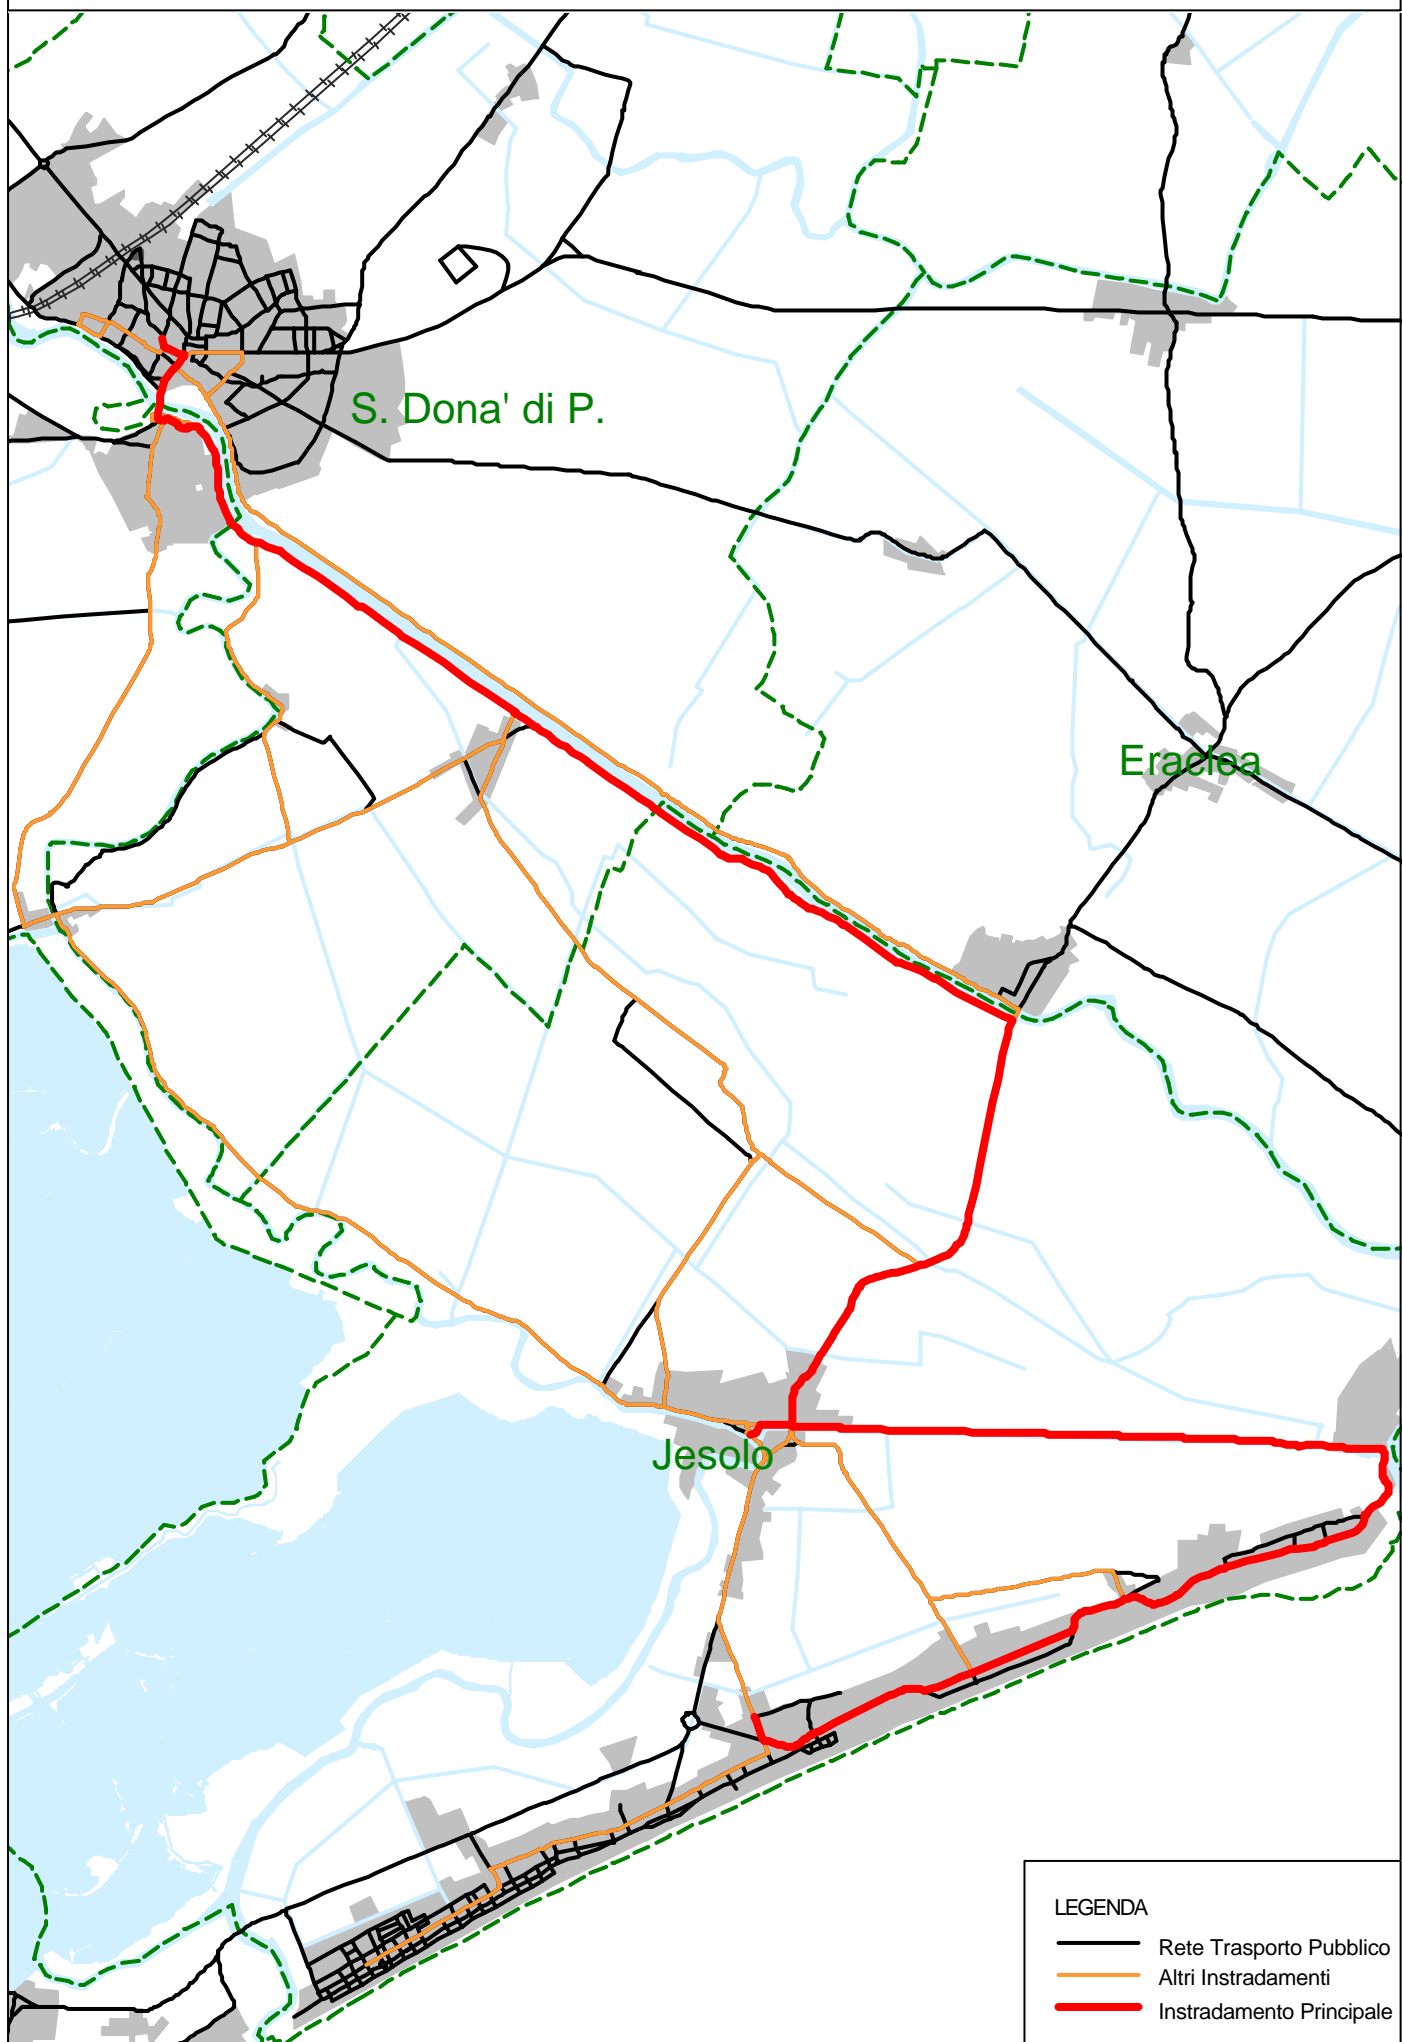 S. Dona' di P.
Eraclea
Jesolo
LEGENDA
Rete Trasporto Pubblico
Altri Instradamenti
Instradamento Principale